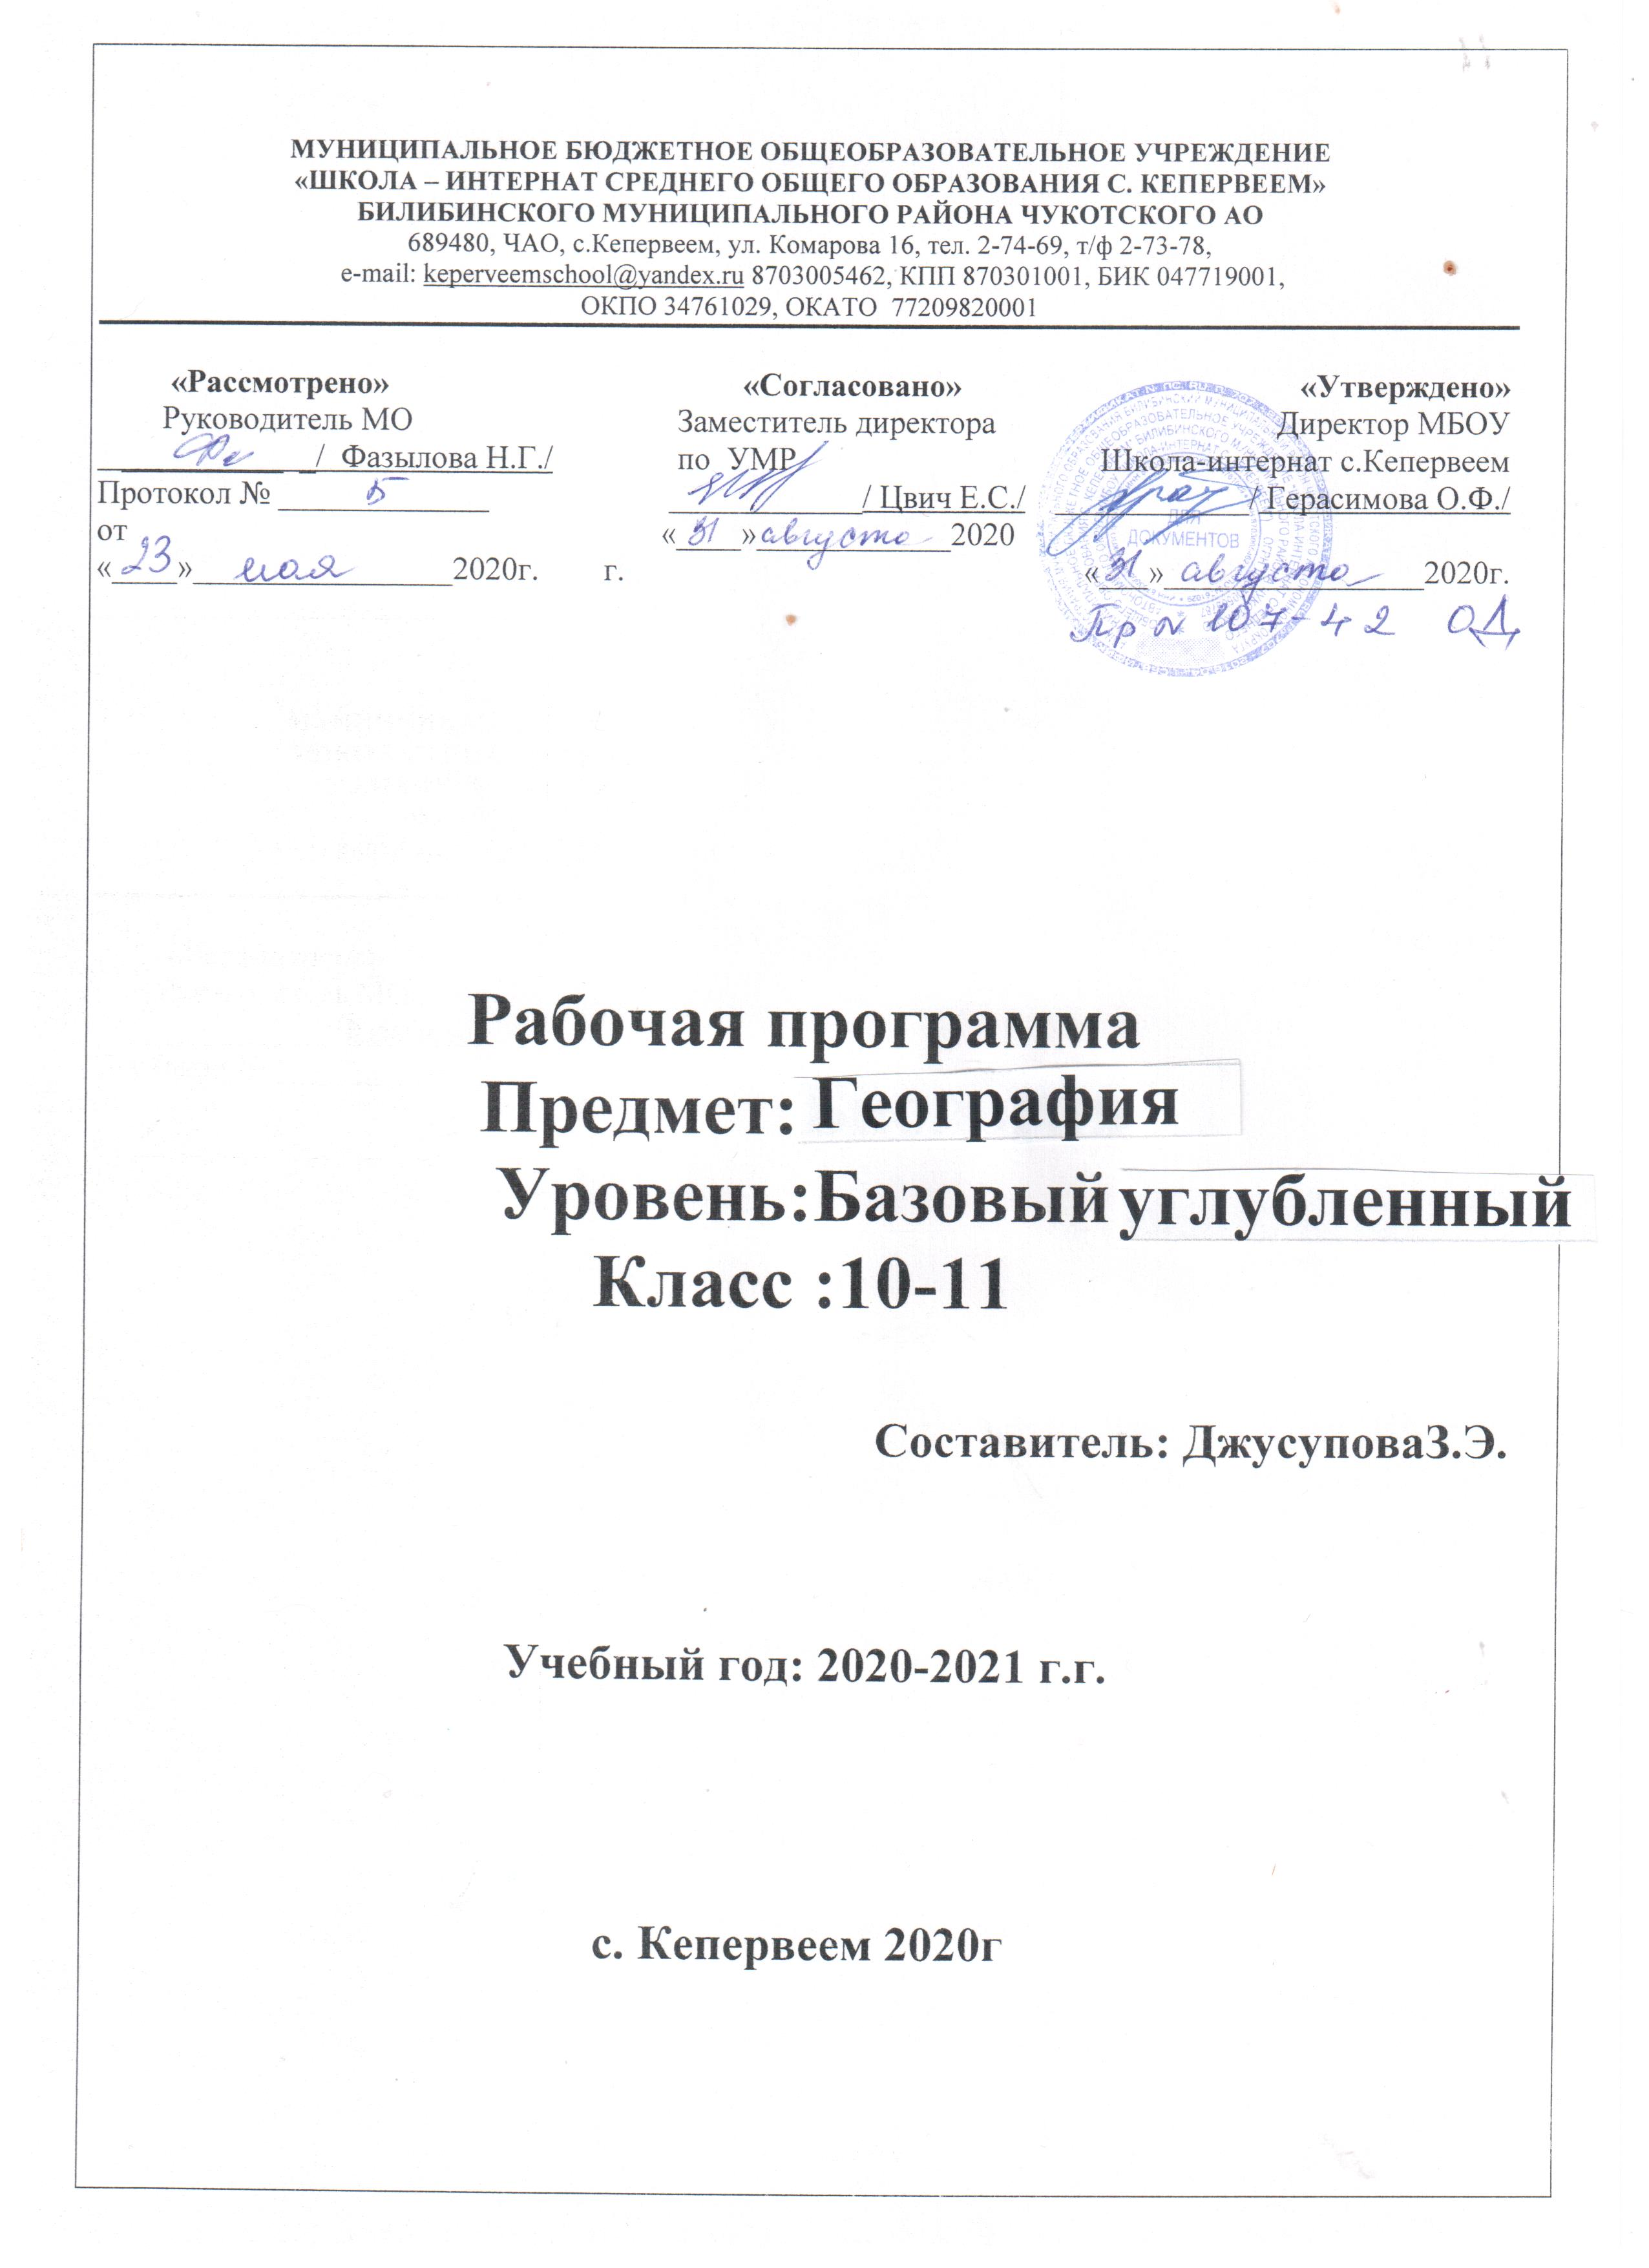 МУНИЦИПАЛЬНОЕ БЮДЖЕТНОЕ ОБЩЕОБРАЗОВАТЕЛЬНОЕ УЧРЕЖДЕНИЕ
«ШКОЛА – ИНТЕРНАТ СРЕДНЕГО ОБЩЕГО ОБРАЗОВАНИЯ С. КЕПЕРВЕЕМ»
БИЛИБИНСКОГО МУНИЦИПАЛЬНОГО РАЙОНА ЧУКОТСКОГО АО
689480, ЧАО, с.Кепервеем, ул. Комарова 16, тел. 2-74-69, т/ф 2-73-78,
e-mail: keperveemschool@yandex.ru 8703005462, КПП 870301001, БИК 047719001,
ОКПО 34761029, ОКАТО 77209820001
«Рассмотрено»
Руководитель МО
/ Фазылова Н.Г./
Протокол № 5
от
«23» мая 2020г.
«Согласовано»
Заместитель директора
по УМР
/ Цвич Е.С./
«31» августа 2020
г.
«Утверждено»
Директор МБОУ
Школа-интернат с.Кепервеем
/ Герасимова О.Ф./
«31» августа 2020г.
Пр № 107-42 ОД
ДЛЯ
ДОКУМЕНТОВ
Рабочая программа
Предмет: География
Уровень:Базовый углубленный
Класс :10-11
Составитель: ДжусуповаЗ.Э.
Учебный год: 2020-2021 г.г.
с. Кепервеем 2020г